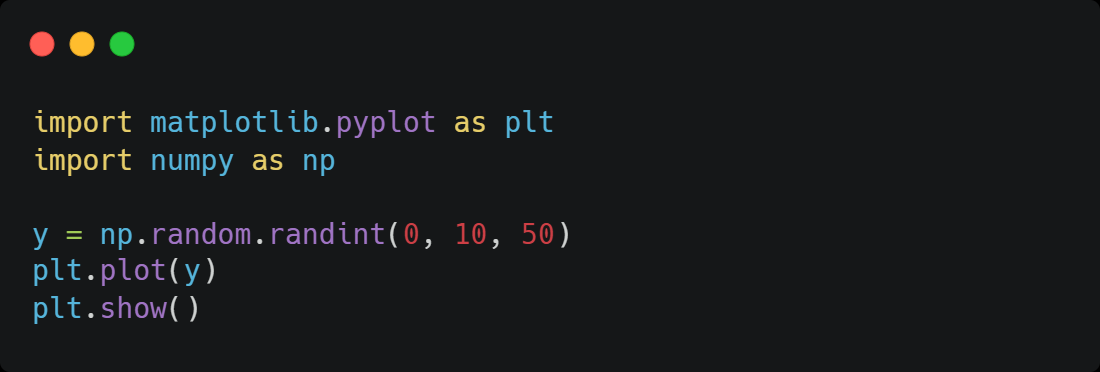 import matplotlib.pyplot as plt
import numpy as np
y = np.random.randint(0, 10, 50)
plt.plot(y)
plt.show()